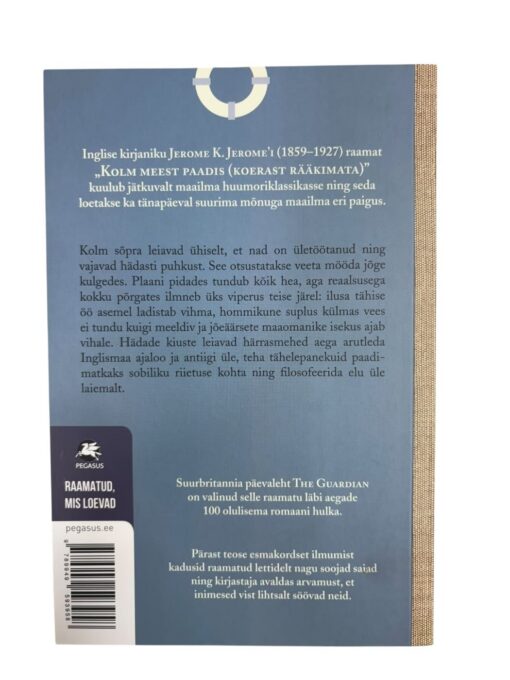 Inglise kirjaniku JEROME K. JEROME'I (1859–1927) raamat
„KOLM MEEST PAADIS (KOERAST RÄÄKIMATA)”
kuulub jätkuvalt maailma huumoriklassikasse ning seda
loetakse ka tänapäeval suurima mõnuga maailma eri paigus.
Kolm sõpra leiavad ühiselt, et nad on ületöötanud ning
vajavad hädasti puhkust. See otsustatakse veeta mööda jõge
kulgedes. Plaani pidades tundub kõik hea, aga reaalsusega
kokku põrgates ilmneb üks viperus teise järel: ilusa tähise
öö asemel ladistab vihma, hommikune suplus külmas vees
ei tundu kuigi meeldiv ja jõeäärsete maaomanike isekus ajab
vihale. Hädade kiuste leiavad härrasmehed aega arutleda
Inglismaa ajaloo ja antiigi üle, teha tähelepanekuid paadi-
matkaks sobiliku riietuse kohta ning filosofeerida elu üle
laiemalt.
PEGASUS
RAAMATUD,
MIS LOEVAD
pegasus.ee
Suurbritannia päevaleht THE GUARDIAN
on valinud selle raamatu läbi aegade
100 olulisema romaani hulka.
Pärast teose esmakordset ilmumist
kadusid raamatud lettidelt nagu soojad saiad
ning kirjastaja avaldas arvamust, et
inimesed vist lihtsalt söövad neid.